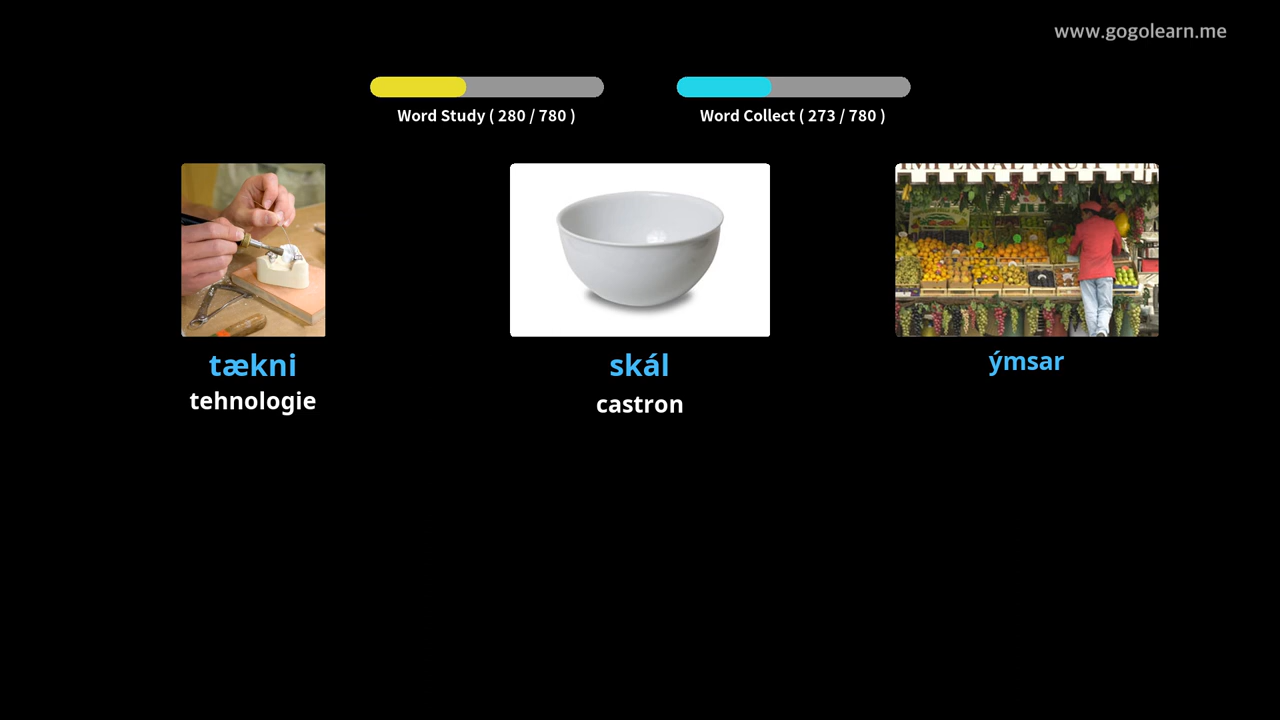 www.gogolearn.me
Word Study ( 280 / 780 )
Word Collect ( 273 / 780 )
tækni
tehnologie
skál
castron
ýmsar